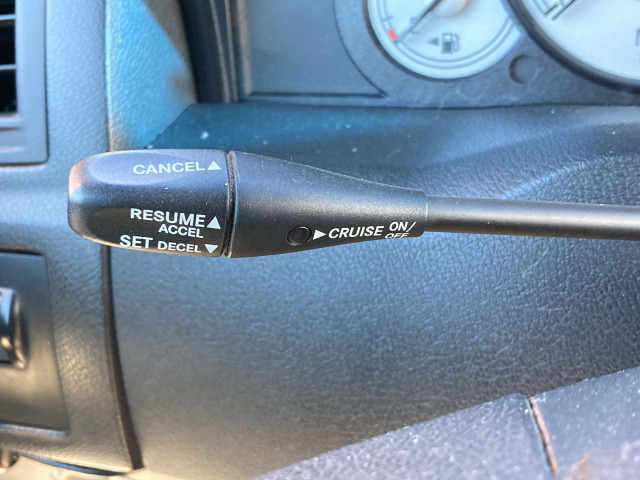 CANCEL▲
RESUME▲
ACCEL
SET DECEL▼
▶CRUISE ON/
OFF